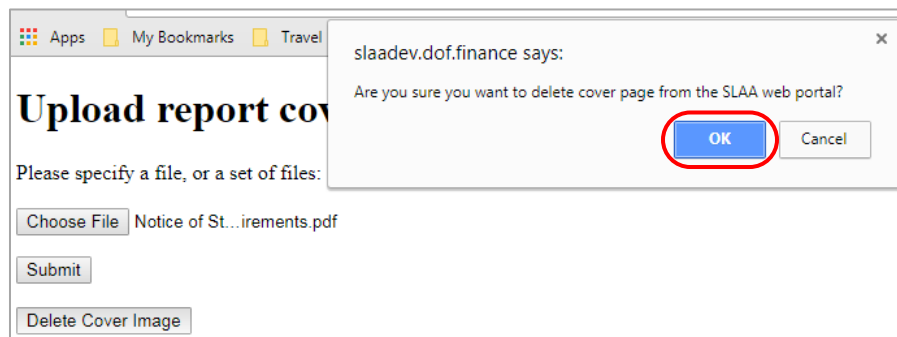 Apps My Bookmarks Travel
slaadev.dof.finance says:
Are you sure you want to delete cover page from the SLAA web portal?
OK Cancel
Upload report cov
Please specify a file, or a set of files:
Choose File Notice of St...irements.pdf
Submit
Delete Cover Image